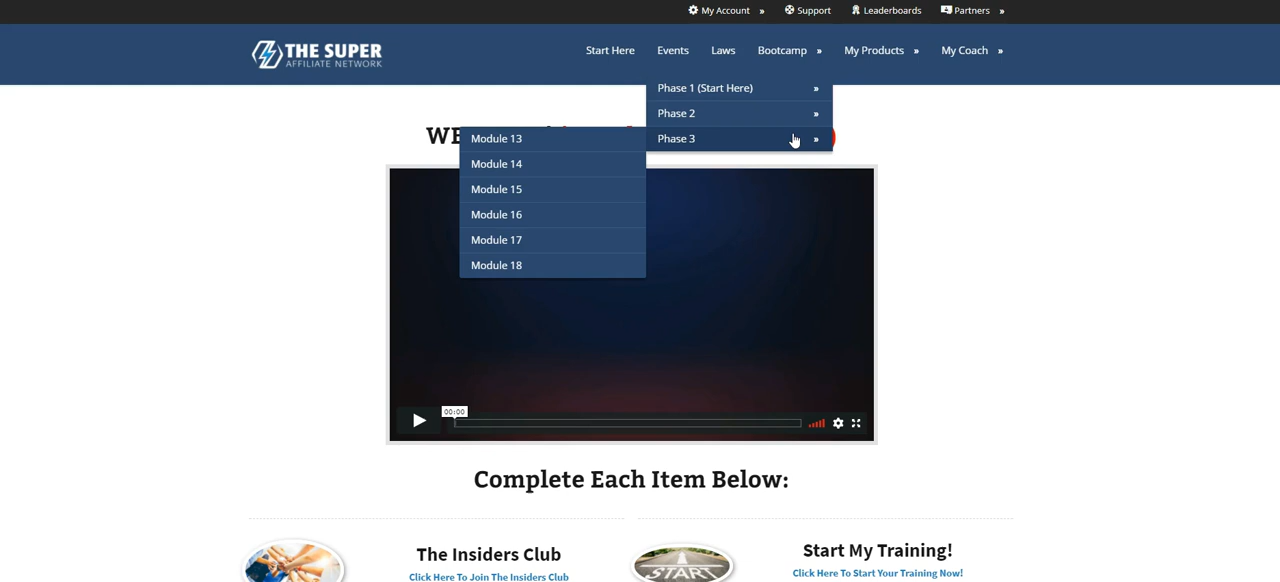 My Account »
Support
Leaderboards
Partners »
THE SUPER
AFFILIATE NETWORK
Start Here
Events
Laws
Bootcamp »
My Products »
My Coach »
Phase 1 (Start Here) »
Phase 2 »
Phase 3 »
WE
Module 13
Module 14
Module 15
Module 16
Module 17
Module 18
00:00
Complete Each Item Below:
The Insiders Club
Click Here To Join The Insiders Club
START
Start My Training!
Click Here To Start Your Training Now!